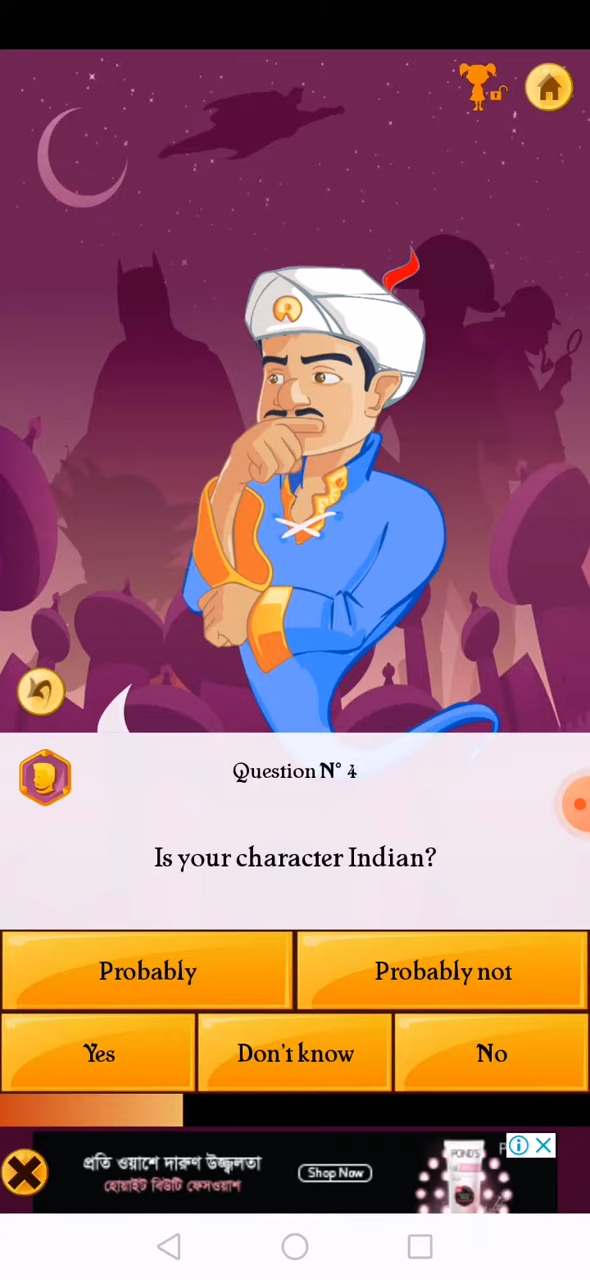 Question N° 4
Is your character Indian?
Probably
Probably not
Yes
Don't know
No
প্রতি ওয়াশে দারুণ উজ্জ্বলতা
হোয়াইট বিউটি ফেসওয়াশ
Shop Now
POND'S